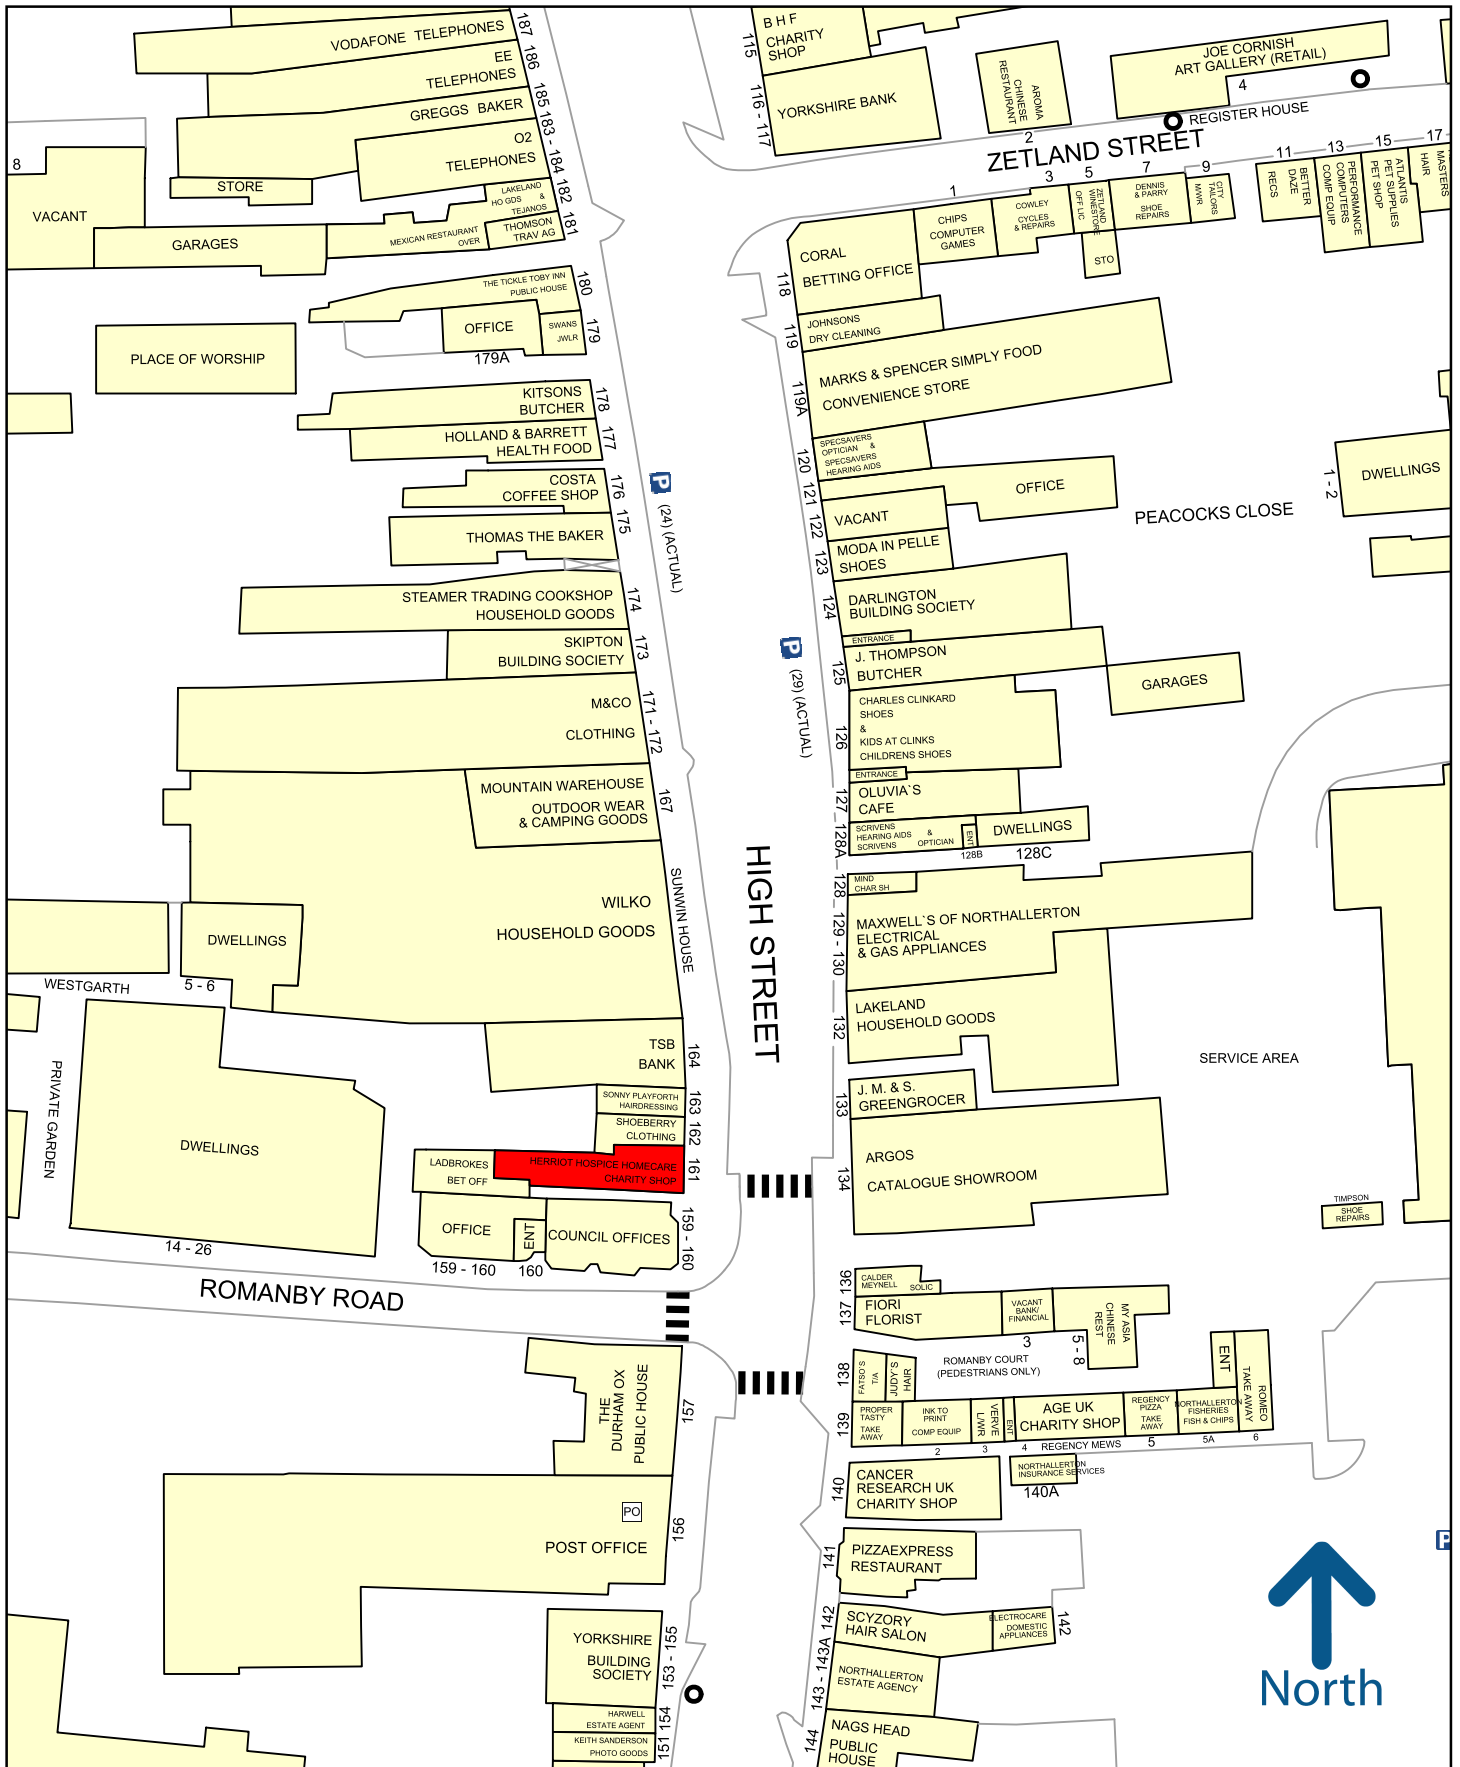 187
VODAFONE TELEPHONES
186
EE
TELEPHONES
185
GREGGS BAKER
183 - 184
O2
TELEPHONES
8
VACANT
STORE
182
LAKELAND
HO GDS &
TEJANOS
GARAGES
MEXICAN RESTAURANT
OVER
THOMSON
TRAV AG
181
180
THE TICKLE TOBY INN
PUBLIC HOUSE
OFFICE
SWANS
JWLR
179
179A
PLACE OF WORSHIP
KITSONS
BUTCHER
178
HOLLAND & BARRETT
HEALTH FOOD
177
COSTA
COFFEE SHOP
176
175
THOMAS THE BAKER
STEAMER TRADING COOKSHOP
HOUSEHOLD GOODS
174
SKIPTON
BUILDING SOCIETY
173
M&CO
CLOTHING
171 - 172
MOUNTAIN WAREHOUSE
OUTDOOR WEAR
& CAMPING GOODS
167
SUNWIN HOUSE
WILKO
HOUSEHOLD GOODS
DWELLINGS
5 - 6
WESTGARTH
PRIVATE GARDEN
DWELLINGS
14 - 26
TSB
BANK
164
SONNY PLAYFORTH
HAIRDRESSING
163
SHOEBERRY
CLOTHING
162
LADBROKES
BET OFF
HERRIOT HOSPICE HOMECARE
CHARITY SHOP
161
OFFICE
ENT
COUNCIL OFFICES
159 - 160
159 - 160
160
ROMANBY ROAD
THE
DURHAM OX
PUBLIC HOUSE
157
PO
POST OFFICE
156
YORKSHIRE
BUILDING
SOCIETY
153 - 155
HARWELL
ESTATE AGENT
154
KEITH SANDERSON
PHOTO GOODS
151
P
(24) (ACTUAL)
P
(29) (ACTUAL)
HIGH STREET
115
B H F
CHARITY
SHOP
116 - 117
YORKSHIRE BANK
AROMA
CHINESE
RESTAURANT
2
JOE CORNISH
ART GALLERY (RETAIL)
4
REGISTER HOUSE
ZETLAND STREET
1
3
5
7
9
11
13
15
17
118
CORAL
BETTING OFFICE
CHIPS
COMPUTER
GAMES
COWLEY
CYCLES
& REPAIRS
ZETLAND
WINESTORE
OFF LIC
STO
DENNIS
& PARRY
SHOE
REPAIRS
CITY
TAILORS
M/WR
BETTER
DAZE
RECS
PERFORMANCE
COMPUTERS
COMP EQUIP
ATLANTIS
PET SUPPLIES
PET SHOP
MASTERS
HAIR
119
JOHNSONS
DRY CLEANING
119A
MARKS & SPENCER SIMPLY FOOD
CONVENIENCE STORE
120
SPECSAVERS
OPTICIAN &
SPECSAVERS
HEARING AIDS
121
OFFICE
122
VACANT
123
MODA IN PELLE
SHOES
PEACOCKS CLOSE
1 - 2
DWELLINGS
124
DARLINGTON
BUILDING SOCIETY
ENTRANCE
125
J. THOMPSON
BUTCHER
GARAGES
126
CHARLES CLINKARD
SHOES
&
KIDS AT CLINKS
CHILDRENS SHOES
ENTRANCE
127
OLUVIA`S
CAFE
128A
SCRIVENS
HEARING AIDS &
SCRIVENS OPTICIAN
ENT
128B
DWELLINGS
128C
128
MIND
CHAR SH
129 - 130
MAXWELL`S OF NORTHALLERTON
ELECTRICAL
& GAS APPLIANCES
132
LAKELAND
HOUSEHOLD GOODS
SERVICE AREA
133
J. M. & S.
GREENGROCER
134
ARGOS
CATALOGUE SHOWROOM
TIMPSON
SHOE
REPAIRS
136
CALDER
MEYNELL SOLIC
137
FIORI
FLORIST
VACANT
BANK/
FINANCIAL
3
MY ASIA
CHINESE
REST
5 - 8
138
FATSO'S
T/A
JUDY'S
HAIR
ROMANBY COURT
(PEDESTRIANS ONLY)
139
PROPER
TASTY
TAKE
AWAY
INK TO
PRINT
COMP EQUIP
2
VERVE
L/WR
3
ENT
4
AGE UK
CHARITY SHOP
REGENCY MEWS
REGENCY
PIZZA
TAKE
AWAY
5
NORTHALLERTON
FISHERIES
FISH & CHIPS
5A
ENT
ROMEO
TAKE AWAY
6
140
CANCER
RESEARCH UK
CHARITY SHOP
NORTHALLERTON
INSURANCE SERVICES
140A
141
PIZZAEXPRESS
RESTAURANT
142
SCYZORY
HAIR SALON
ELECTROCARE
DOMESTIC
APPLIANCES
142
143 - 143A
NORTHALLERTON
ESTATE AGENCY
144
NAGS HEAD
PUBLIC
HOUSE
P
North